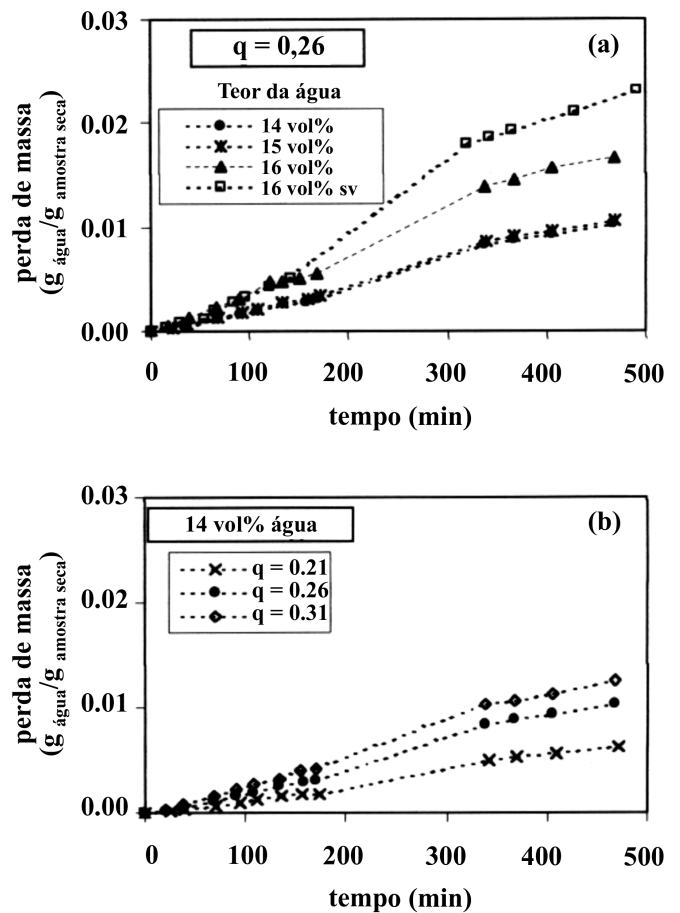 0.03
q = 0,26
(a)
Teor da água
14 vol%
15 vol%
16 vol%
16 vol% sv
0.02
0.01
0.00
perda de massa
(g água/g amostra seca)
0 100 200 300 400 500
tempo (min)
0.03
14 vol% água
(b)
q = 0.21
q = 0.26
q = 0.31
0.02
0.01
0.00
perda de massa
(g água/g amostra seca)
0 100 200 300 400 500
tempo (min)